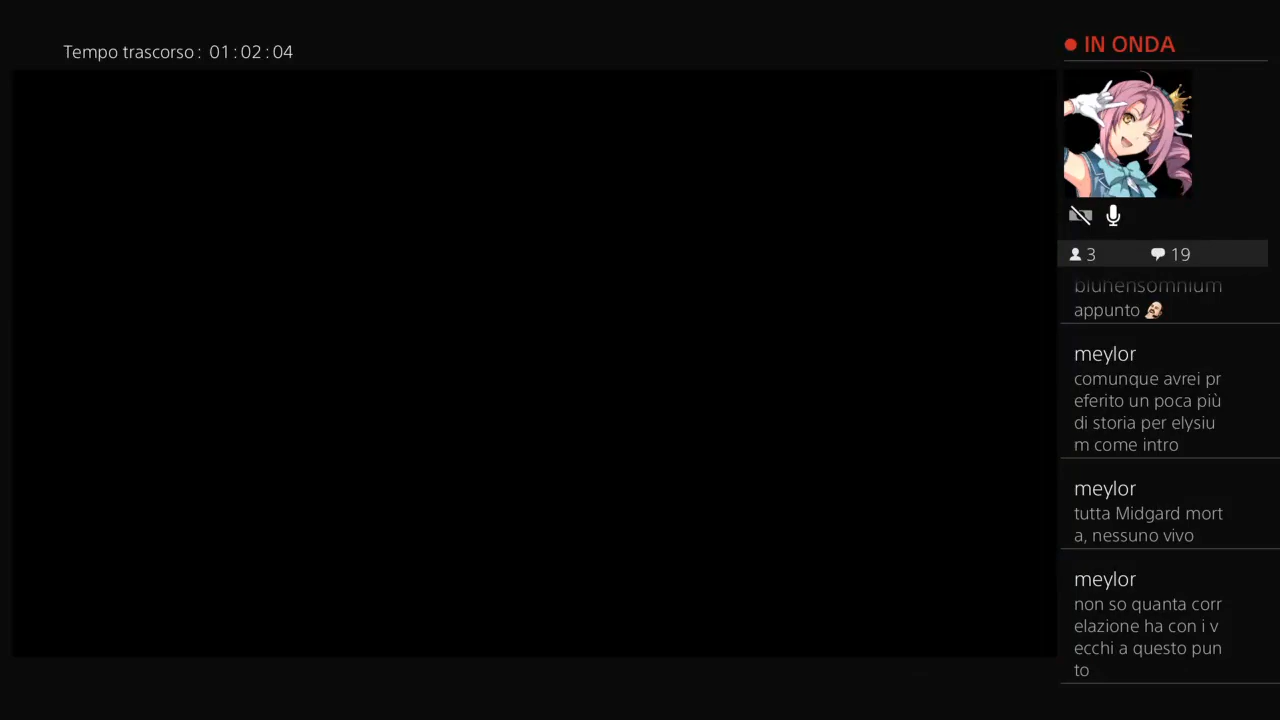 Tempo trascorso: 01:02:04
IN ONDA
3 19
bluhensomnium
appunto
meylor
comunque avrei pr
eferito un poca più
di storia per elysiu
m come intro
meylor
tutta Midgard mort
a, nessuno vivo
meylor
non so quanta corr
elazione ha con i v
ecchi a questo pun
to